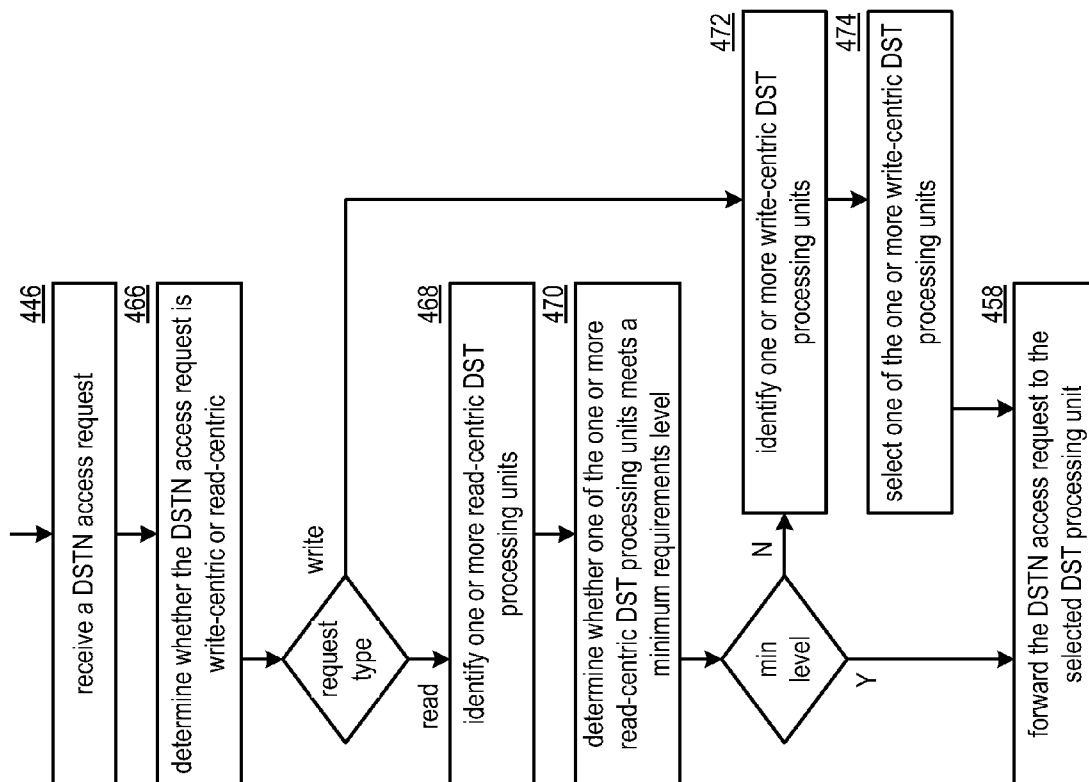 446
receive a DSTN access request
466
determine whether the DSTN access request is
write-centric or read-centric
request
type
write
read
468
identify one or more read-centric DST
processing units
470
determine whether one of the one or more
read-centric DST processing units meets a
minimum requirements level
min
level
N
Y
472
identify one or more write-centric DST
processing units
474
select one of the one or more write-centric DST
processing units
458
forward the DSTN access request to the
selected DST processing unit